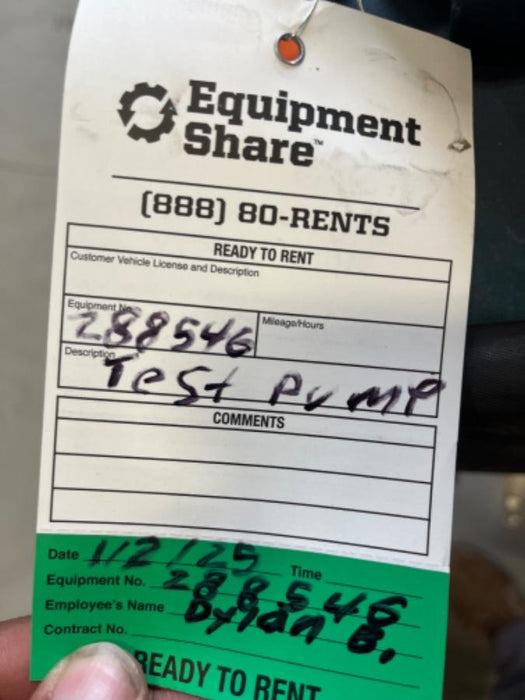 Equipment
Share™
(888) 80-RENTS
READY TO RENT
Customer Vehicle License and Description
Equipment No. 288546 Mileage/Hours
Description Test Pump
COMMENTS
Date 1/2/25 Time
Equipment No. 288546
Employee's Name Dylan B.
Contract No.
READY TO RENT